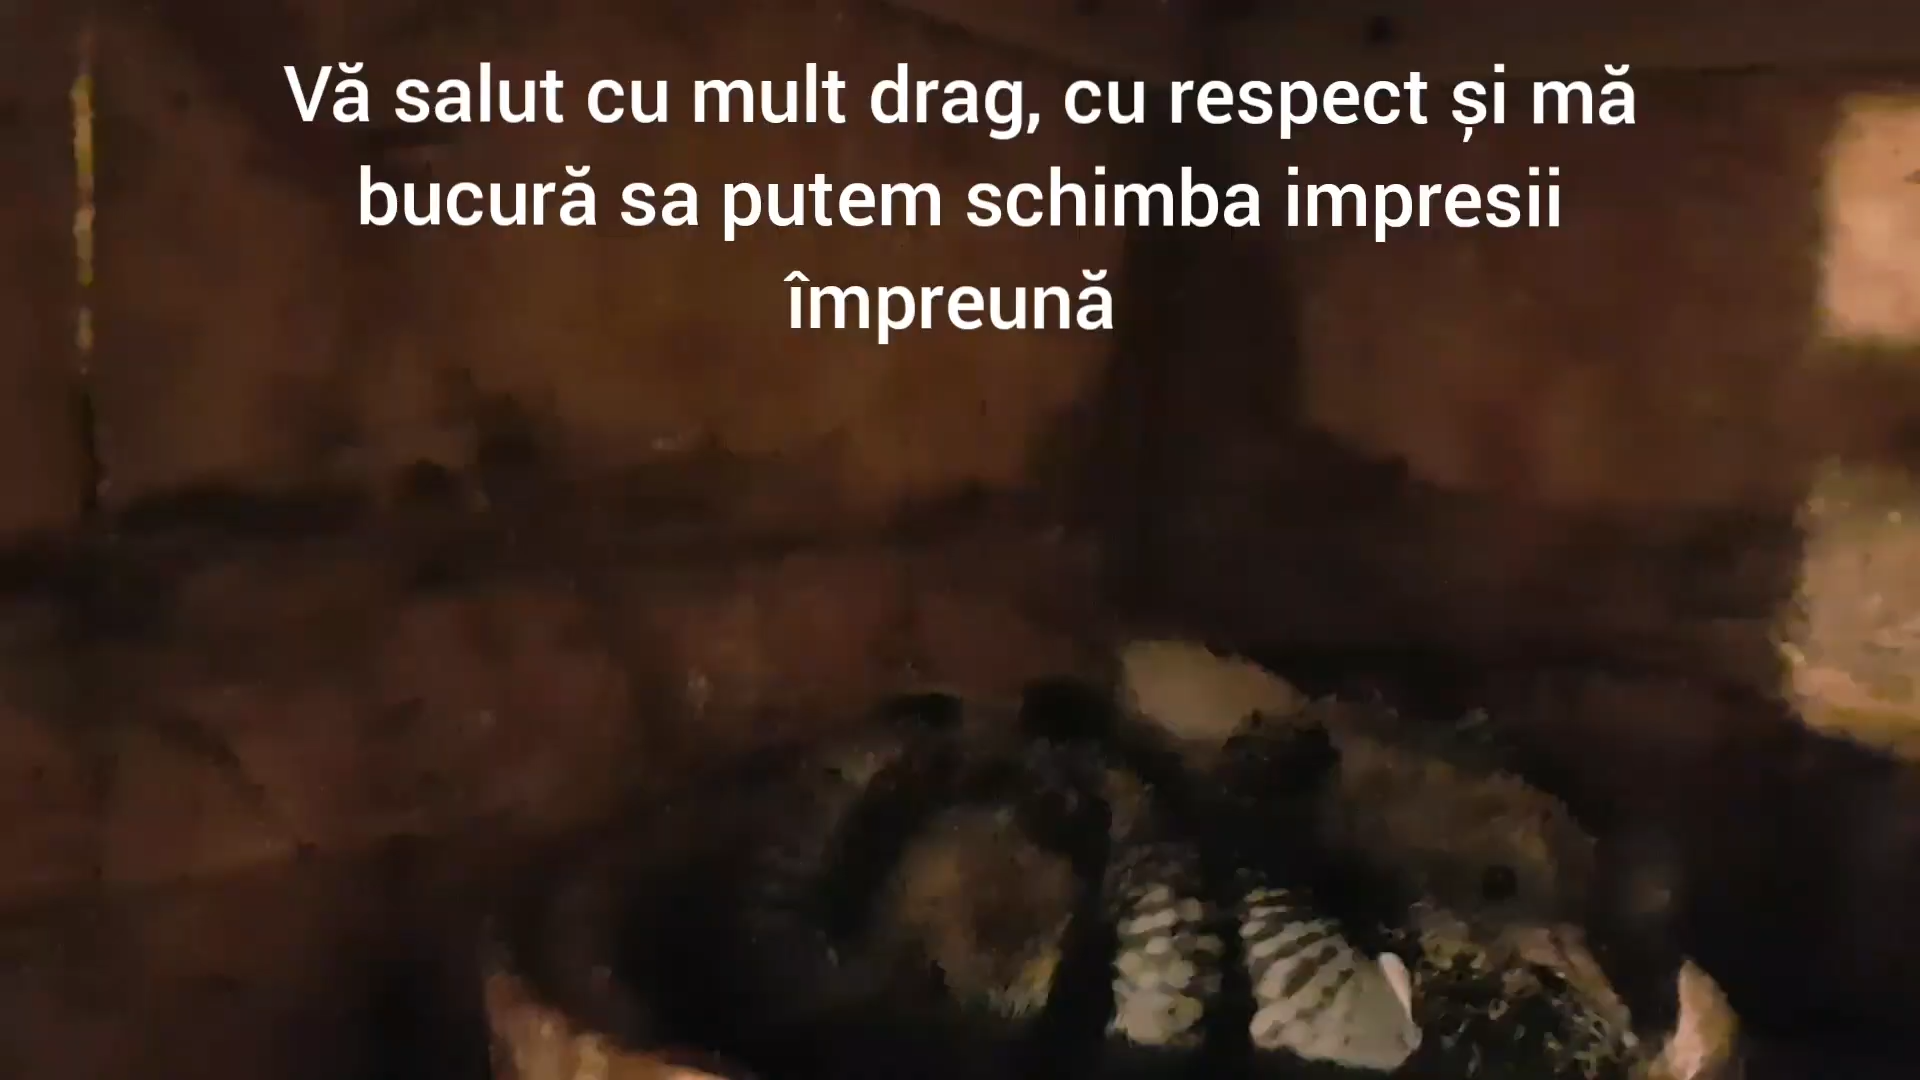 Vă salut cu mult drag, cu respect și mă
bucură sa putem schimba impresii
împreună